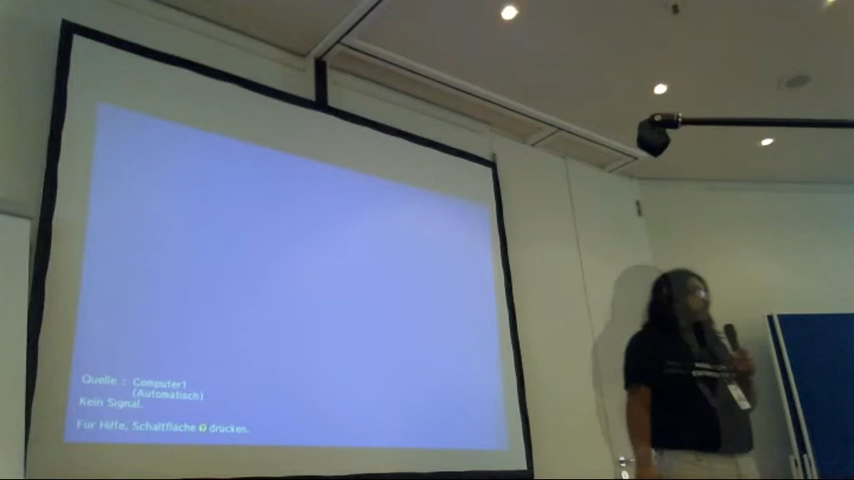 Quelle : Computer1
(Automatisch)
Kein Signal.
Für Hilfe, Schaltfläche ? drücken.